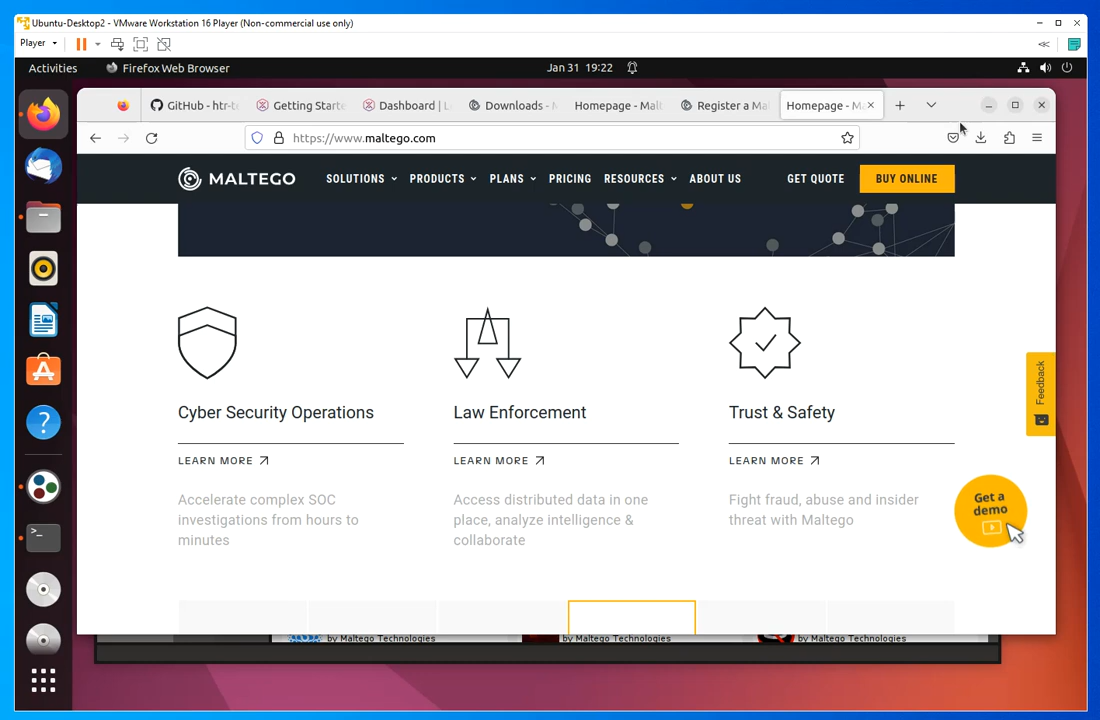 Ubuntu-Desktop2 - VMware Workstation 16 Player (Non-commercial use only)
Player
Activities
Firefox Web Browser
Jan 31 19:22
GitHub - htr-t
Getting Starte
Dashboard | L
Downloads - M
Homepage - Mal
Register a Ma
Homepage - Ma
https://www.maltego.com
MALTEGO
SOLUTIONS
PRODUCTS
PLANS
PRICING
RESOURCES
ABOUT US
GET QUOTE
BUY ONLINE
Cyber Security Operations
LEARN MORE
Accelerate complex SOC
investigations from hours to
minutes
Law Enforcement
LEARN MORE
Access distributed data in one
place, analyze intelligence &
collaborate
Trust & Safety
LEARN MORE
Fight fraud, abuse and insider
threat with Maltego
Feedback
Get a
demo
by Maltego Technologies
by Maltego Technologies
by Maltego Technologies